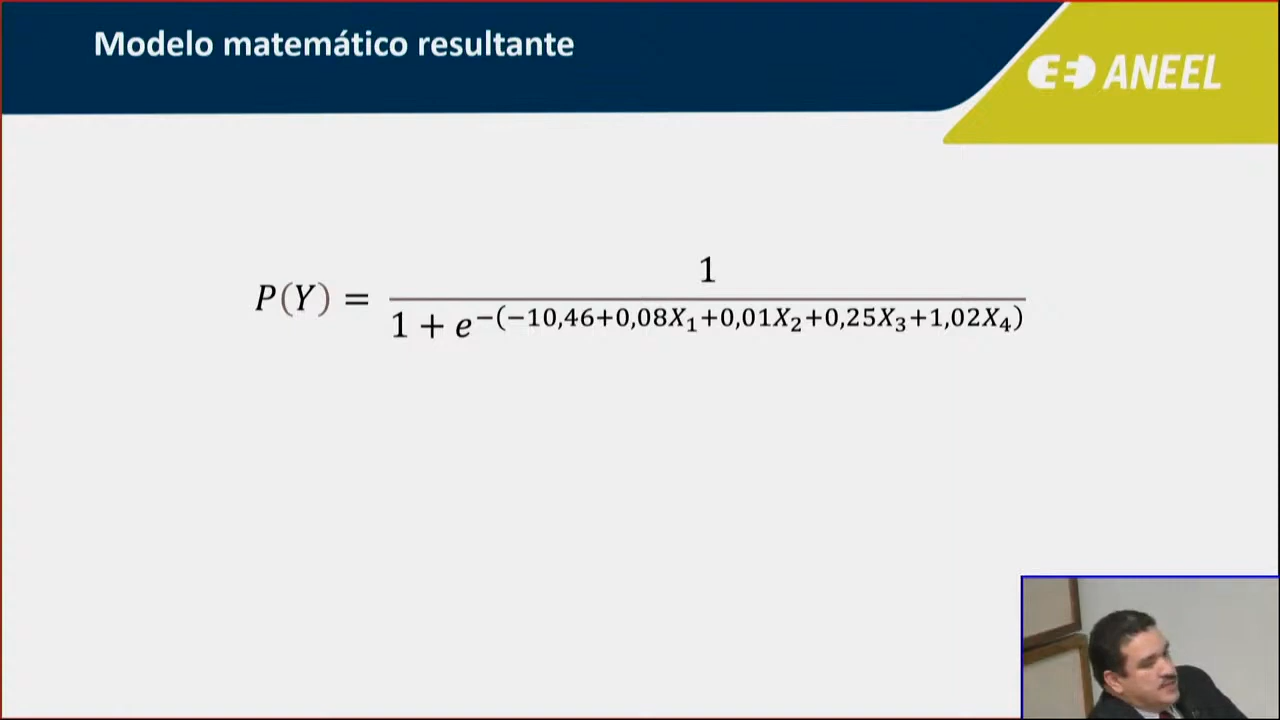 Modelo matemático resultante
ANEEL
P(Y) = 1 / (1 + e^−(−10,46+0,08X₁+0,01X₂+0,25X₃+1,02X₄))